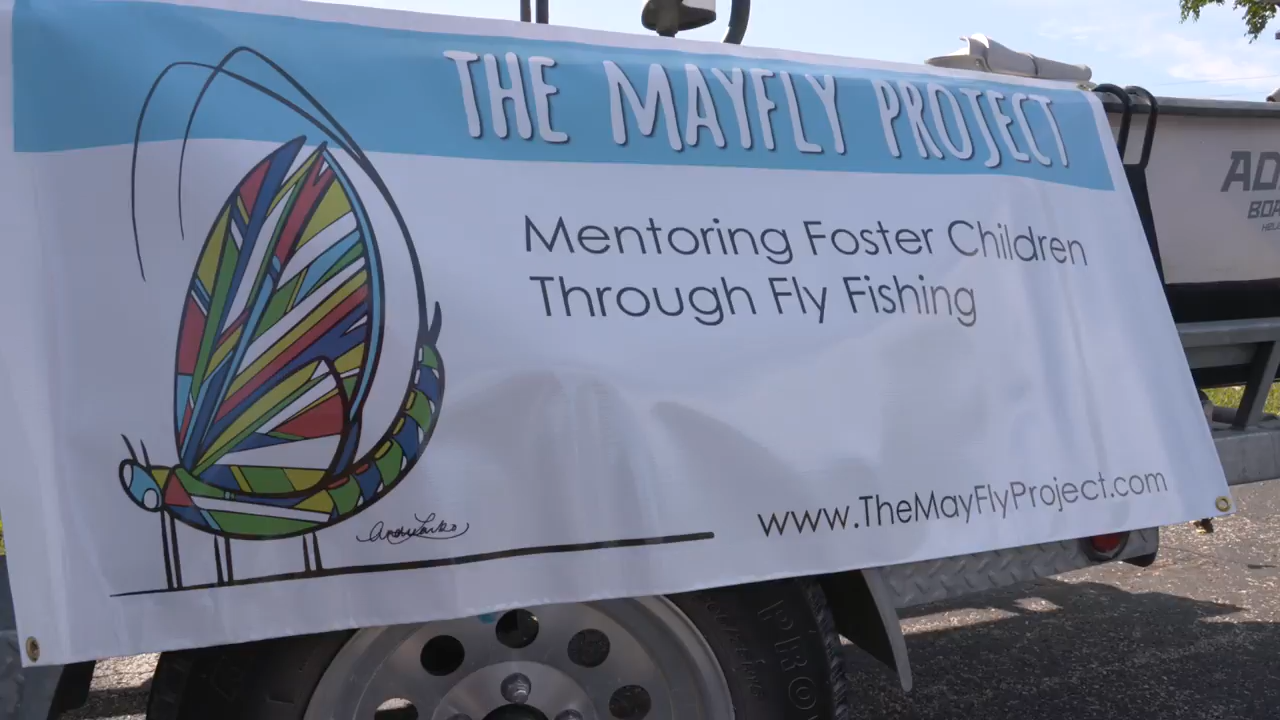 THE MAYFLY PROJECT
Mentoring Foster Children
Through Fly Fishing
www.TheMayFlyProject.com